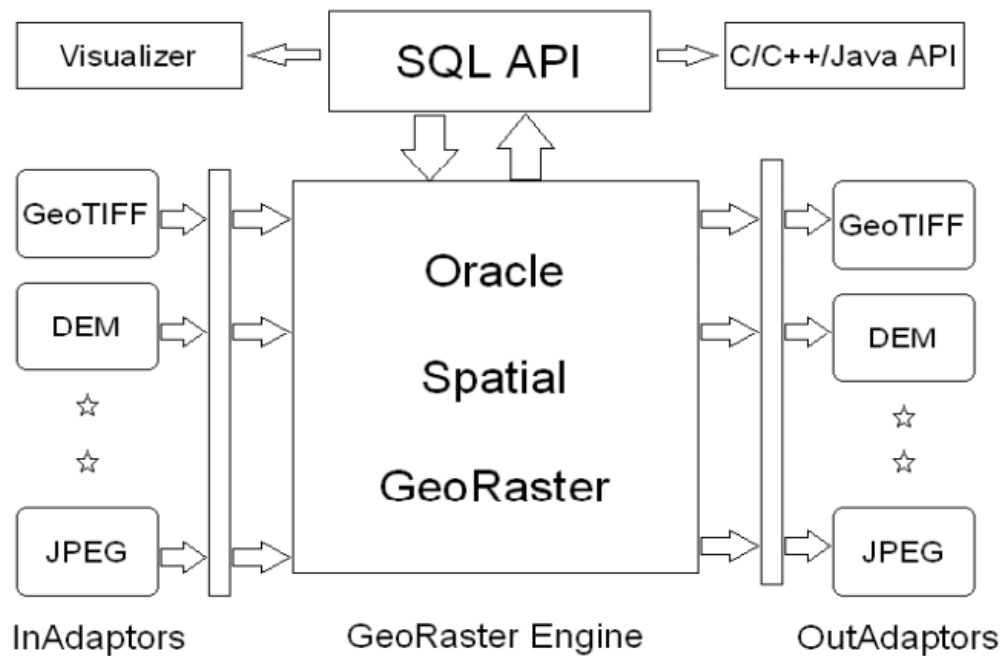 Visualizer
SQL API
C/C++/Java API
GeoTIFF
DEM
JPEG
Oracle
Spatial
GeoRaster
GeoTIFF
DEM
JPEG
InAdaptors
GeoRaster Engine
OutAdaptors